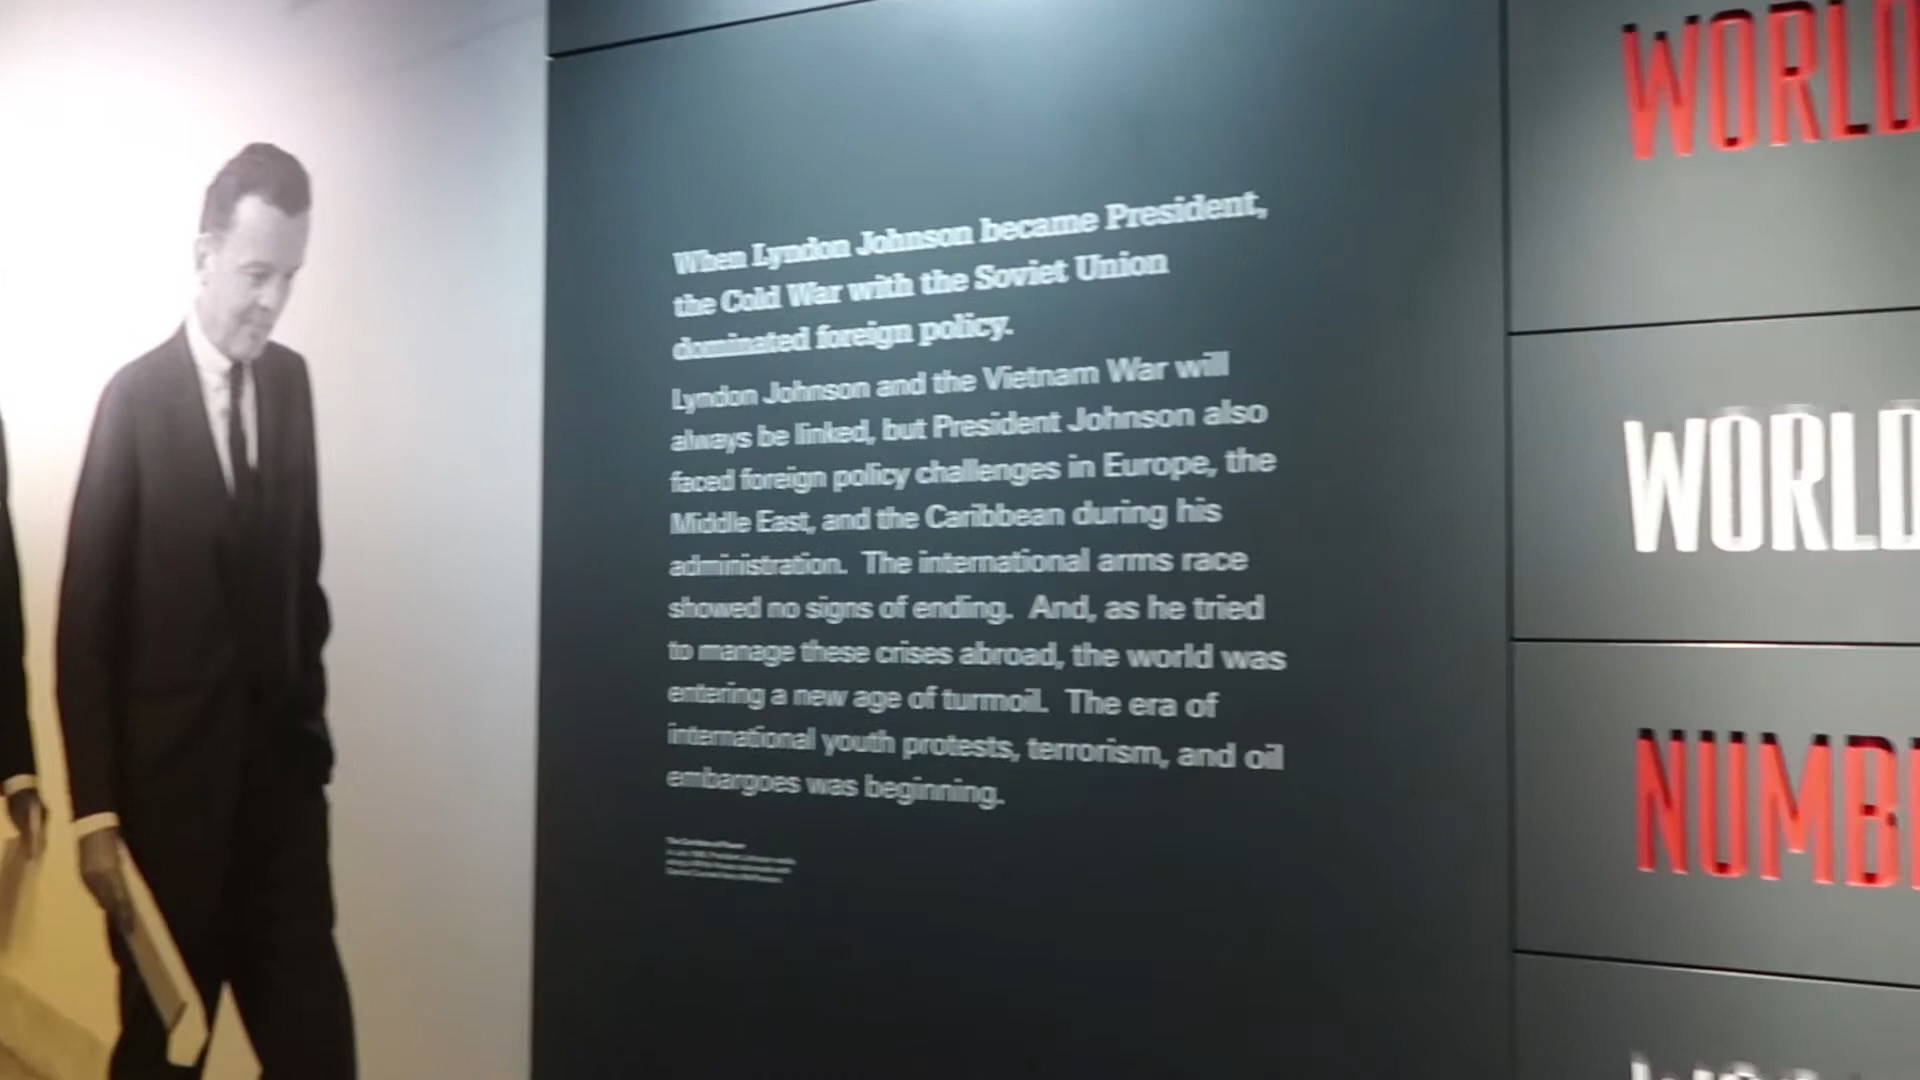 When Lyndon Johnson became President,
the Cold War with the Soviet Union
dominated foreign policy.
Lyndon Johnson and the Vietnam War will
always be linked, but President Johnson also
faced foreign policy challenges in Europe, the
Middle East, and the Caribbean during his
administration. The international arms race
showed no signs of ending. And, as he tried
to manage these crises abroad, the world was
entering a new age of turmoil. The era of
international youth protests, terrorism, and oil
embargoes was beginning.
WORLD
WORLD
NUMB